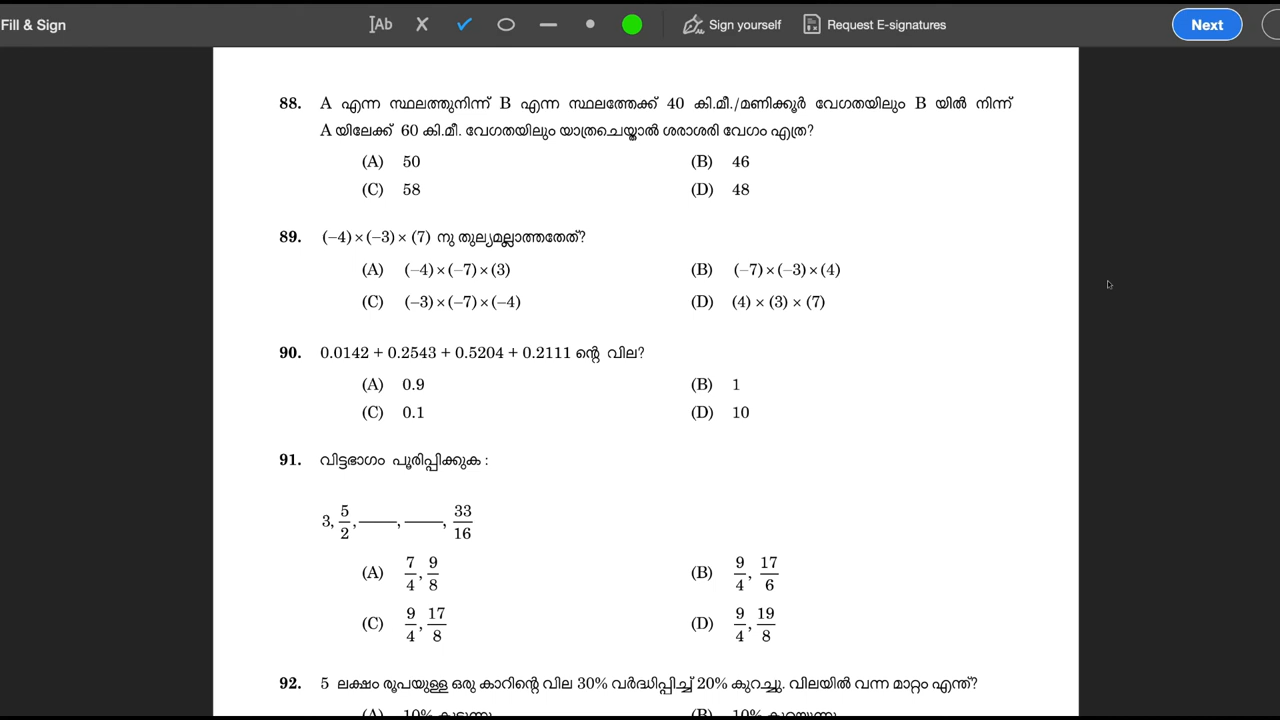 Fill & Sign Ab Sign yourself Request E-signatures Next
88. A എന്ന സ്ഥലത്തുനിന്ന് B എന്ന സ്ഥലത്തേക്ക് 40 കി.മീ./മണിക്കൂർ വേഗതയിലും B യിൽ നിന്ന്
A യിലേക്ക് 60 കി.മീ. വേഗതയിലും യാത്രചെയ്താൽ ശരാശരി വേഗം എത്ര?
(A) 50 (B) 46
(C) 58 (D) 48
89. (−4)×(−3)×(7) നു തുല്യമല്ലാത്തതേത്?
(A) (−4)×(−7)×(3) (B) (−7)×(−3)×(4)
(C) (−3)×(−7)×(−4) (D) (4) × (3) × (7)
90. 0.0142 + 0.2543 + 0.5204 + 0.2111 ന്റെ വില?
(A) 0.9 (B) 1
(C) 0.1 (D) 10
91. വിട്ടഭാഗം പൂരിപ്പിക്കുക :
3, 5/2, ——, ——, 33/16
(A) 7/4, 9/8 (B) 9/4, 17/6
(C) 9/4, 17/8 (D) 9/4, 19/8
92. 5 ലക്ഷം രൂപയുള്ള ഒരു കാറിന്റെ വില 30% വർദ്ധിപ്പിച്ച് 20% കുറച്ചു. വിലയിൽ വന്ന മാറ്റം എന്ത്?
(A) 10% കൂടുന്നു (B) 10% കുറയുന്നു